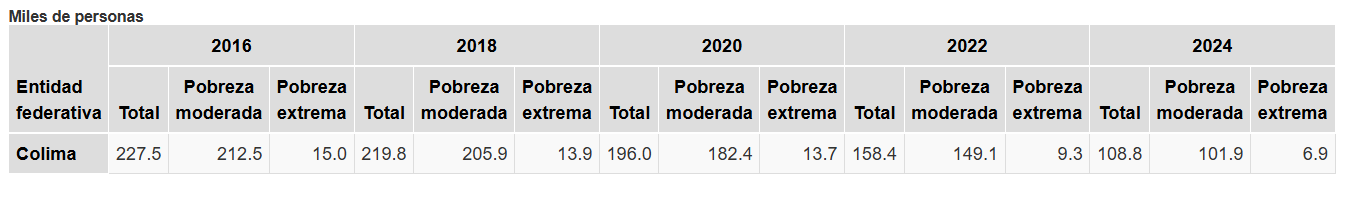 Miles de personas
2016 2018 2020 2022 2024
Entidad federativa Total Pobreza moderada Pobreza extrema Total Pobreza moderada Pobreza extrema Total Pobreza moderada Pobreza extrema Total Pobreza moderada Pobreza extrema Total Pobreza moderada Pobreza extrema
Colima 227.5 212.5 15.0 219.8 205.9 13.9 196.0 182.4 13.7 158.4 149.1 9.3 108.8 101.9 6.9